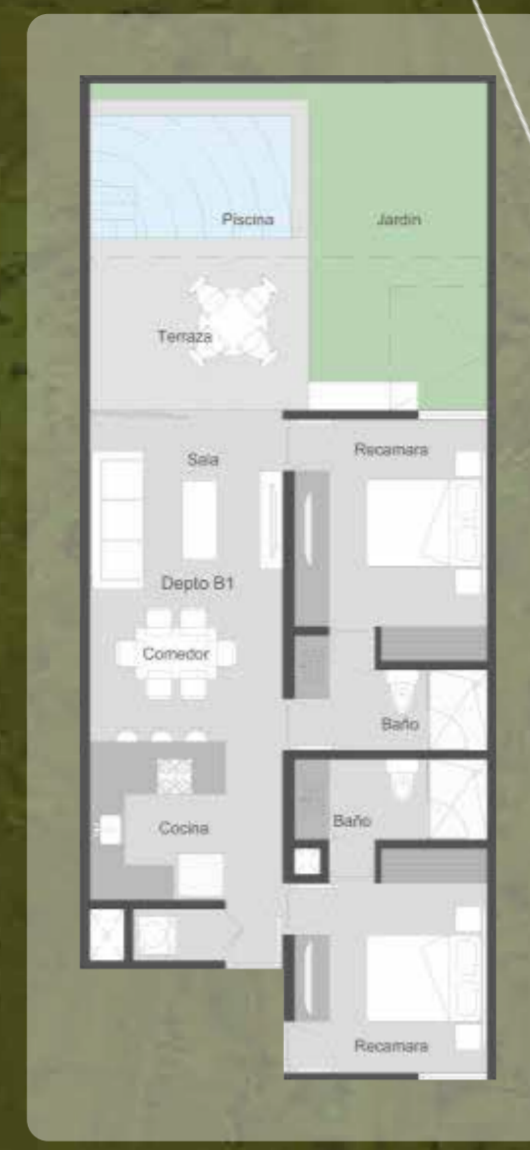 Piscina
Jardin
Terraza
Recamara
Sala
Depto B1
Comedor
Baño
Cocina
Baño
Recamara